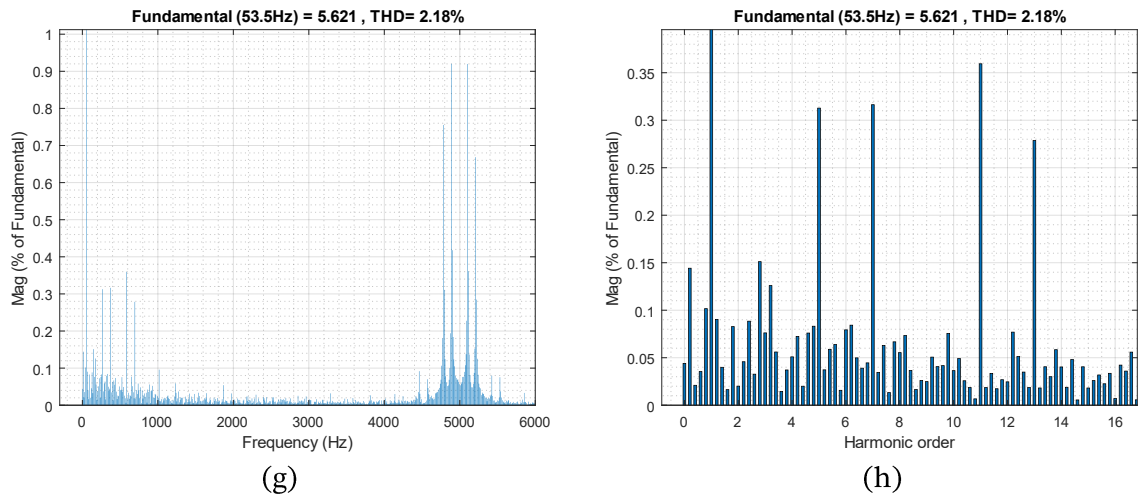 Fundamental (53.5Hz) = 5.621 , THD= 2.18%
1
0.9
0.8
0.7
0.6
0.5
0.4
0.3
0.2
0.1
0
Mag (% of Fundamental)
0 1000 2000 3000 4000 5000 6000
Frequency (Hz)
(g)
Fundamental (53.5Hz) = 5.621 , THD= 2.18%
0.35
0.3
0.25
0.2
0.15
0.1
0.05
0
Mag (% of Fundamental)
0 2 4 6 8 10 12 14 16
Harmonic order
(h)